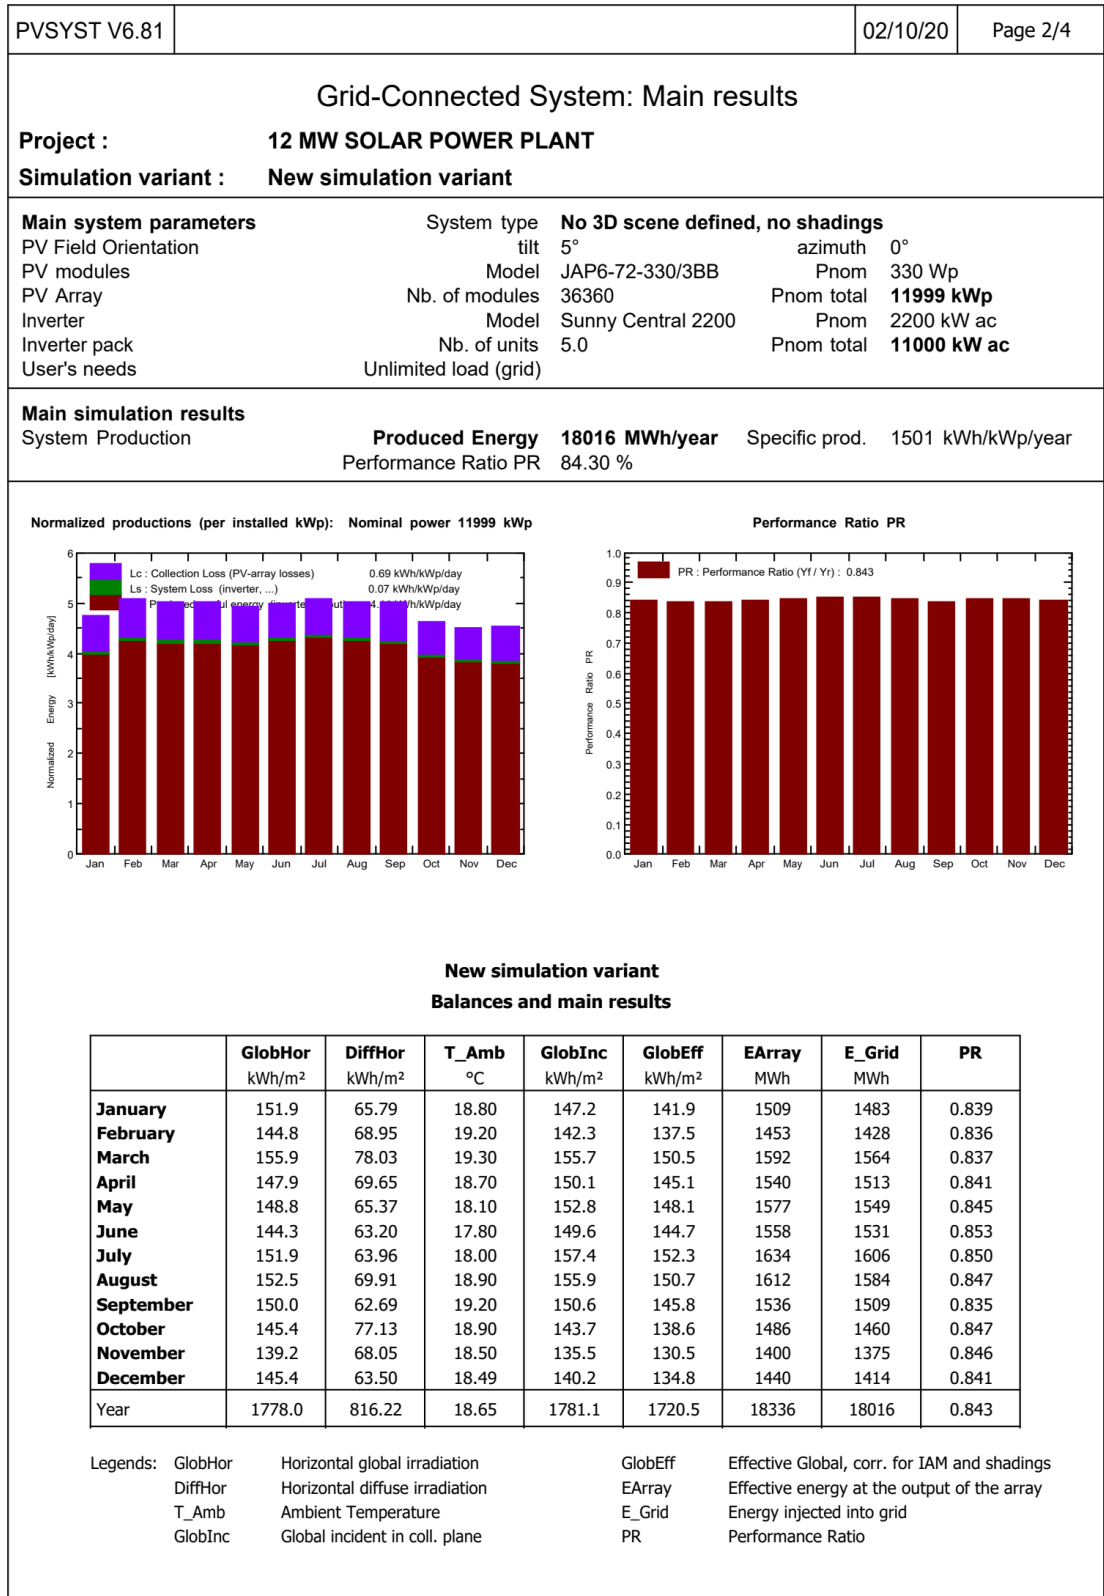 PVSYST V6.81 02/10/20 Page 2/4
Grid-Connected System: Main results
Project : 12 MW SOLAR POWER PLANT
Simulation variant : New simulation variant
Main system parameters System type No 3D scene defined, no shadings
PV Field Orientation tilt 5° azimuth 0°
PV modules Model JAP6-72-330/3BB Pnom 330 Wp
PV Array Nb. of modules 36360 Pnom total 11999 kWp
Inverter Model Sunny Central 2200 Pnom 2200 kW ac
Inverter pack Nb. of units 5.0 Pnom total 11000 kW ac
User's needs Unlimited load (grid)
Main simulation results
System Production Produced Energy 18016 MWh/year Specific prod. 1501 kWh/kWp/year
Performance Ratio PR 84.30 %
Normalized productions (per installed kWp): Nominal power 11999 kWp
Normalized Energy [kWh/kWp/day]
6
5
4
3
2
1
0
Lc : Collection Loss (PV-array losses) 0.69 kWh/kWp/day
Ls : System Loss (inverter, ...) 0.07 kWh/kWp/day
kWh/kWp/day
Jan Feb Mar Apr May Jun Jul Aug Sep Oct Nov Dec
Performance Ratio PR
Performance Ratio PR
1.0
0.9
0.8
0.7
0.6
0.5
0.4
0.3
0.2
0.1
0.0
PR : Performance Ratio (Yf / Yr) : 0.843
Jan Feb Mar Apr May Jun Jul Aug Sep Oct Nov Dec
New simulation variant
Balances and main results
GlobHor DiffHor T_Amb GlobInc GlobEff EArray E_Grid PR
kWh/m² kWh/m² °C kWh/m² kWh/m² MWh MWh
January 151.9 65.79 18.80 147.2 141.9 1509 1483 0.839
February 144.8 68.95 19.20 142.3 137.5 1453 1428 0.836
March 155.9 78.03 19.30 155.7 150.5 1592 1564 0.837
April 147.9 69.65 18.70 150.1 145.1 1540 1513 0.841
May 148.8 65.37 18.10 152.8 148.1 1577 1549 0.845
June 144.3 63.20 17.80 149.6 144.7 1558 1531 0.853
July 151.9 63.96 18.00 157.4 152.3 1634 1606 0.850
August 152.5 69.91 18.90 155.9 150.7 1612 1584 0.847
September 150.0 62.69 19.20 150.6 145.8 1536 1509 0.835
October 145.4 77.13 18.90 143.7 138.6 1486 1460 0.847
November 139.2 68.05 18.50 135.5 130.5 1400 1375 0.846
December 145.4 63.50 18.49 140.2 134.8 1440 1414 0.841
Year 1778.0 816.22 18.65 1781.1 1720.5 18336 18016 0.843
Legends: GlobHor Horizontal global irradiation GlobEff Effective Global, corr. for IAM and shadings
DiffHor Horizontal diffuse irradiation EArray Effective energy at the output of the array
T_Amb Ambient Temperature E_Grid Energy injected into grid
GlobInc Global incident in coll. plane PR Performance Ratio